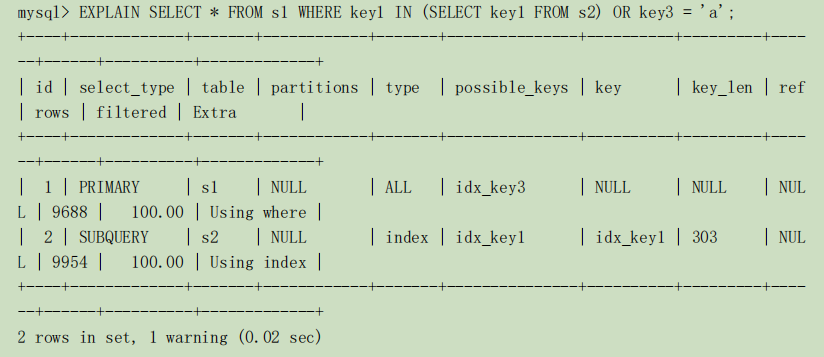 mysql> EXPLAIN SELECT * FROM s1 WHERE key1 IN (SELECT key1 FROM s2) OR key3 = 'a';
+----+-------------+-------+------------+-------+---------------+----------+---------+----
--+------+----------+-------------+
| id | select_type | table | partitions | type  | possible_keys | key      | key_len | ref
| rows | filtered | Extra       |
+----+-------------+-------+------------+-------+---------------+----------+---------+----
--+------+----------+-------------+
|  1 | PRIMARY     | s1    | NULL       | ALL   | idx_key3      | NULL     | NULL    | NUL
L | 9688 |   100.00 | Using where |
|  2 | SUBQUERY    | s2    | NULL       | index | idx_key1      | idx_key1 | 303     | NUL
L | 9954 |   100.00 | Using index |
+----+-------------+-------+------------+-------+---------------+----------+---------+----
--+------+----------+-------------+
2 rows in set, 1 warning (0.02 sec)